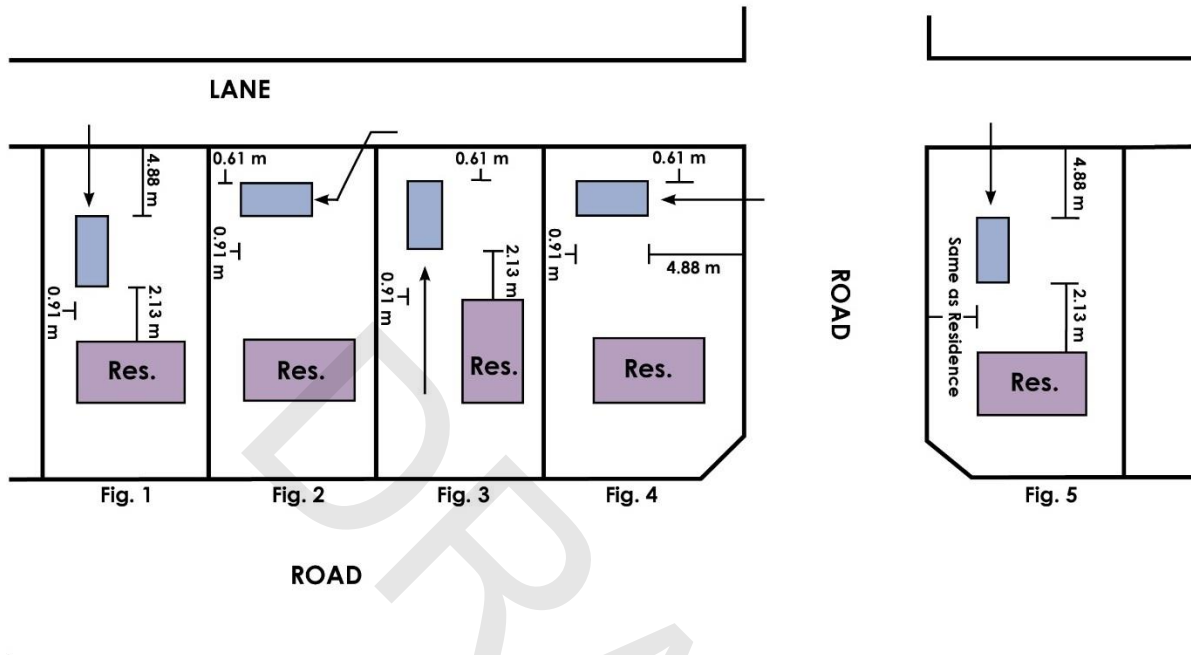 LANE
4.88 m
0.91 m
2.13 m
Res.
Fig. 1
0.61 m
0.91 m
Res.
Fig. 2
0.61 m
0.91 m
2.13 m
Res.
Fig. 3
0.61 m
0.91 m
4.88 m
Res.
Fig. 4
ROAD
4.88 m
Same as Residence
2.13 m
Res.
Fig. 5
ROAD
DRA